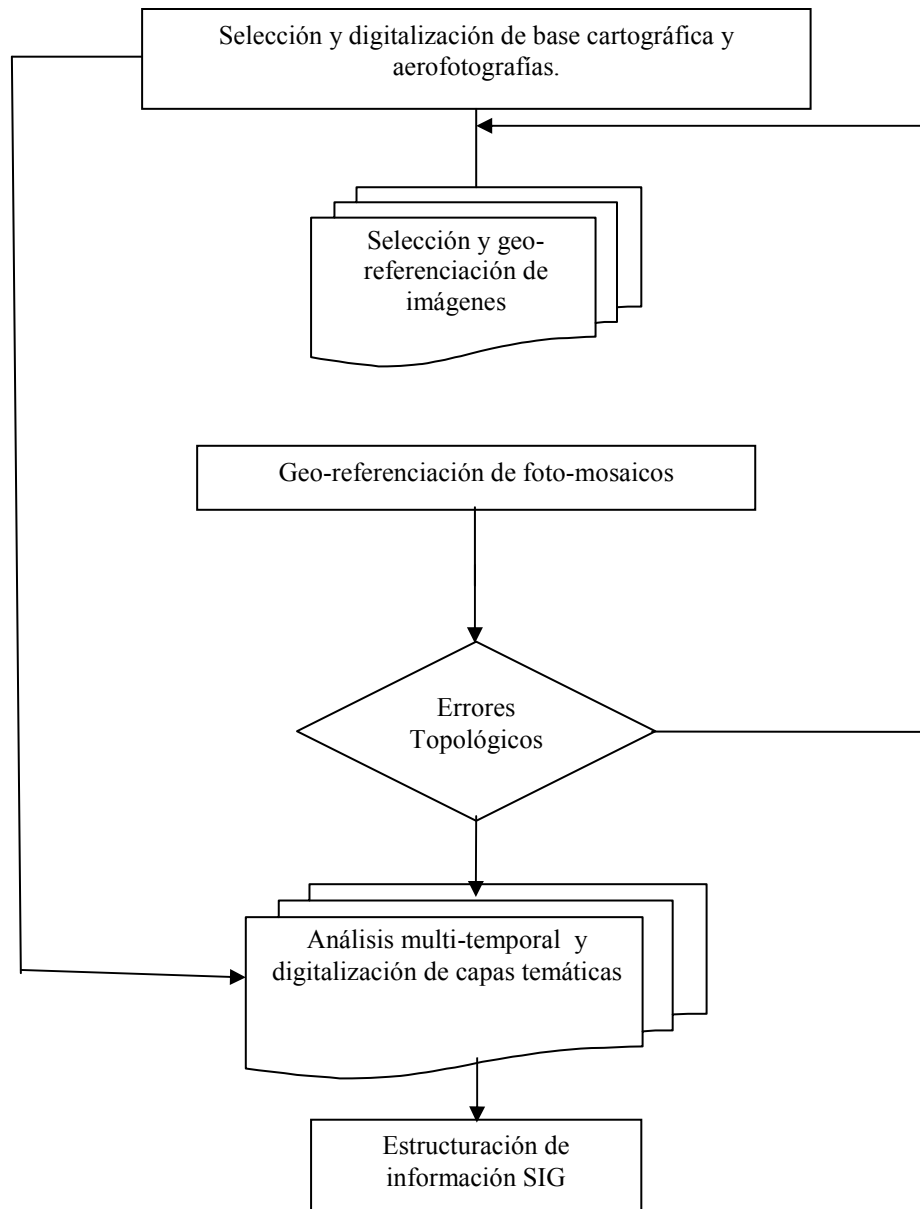 Selección y digitalización de base cartográfica y
aerofotografías.
Selección y geo-
referenciación de
imágenes
Geo-referenciación de foto-mosaicos
Errores
Topológicos
Análisis multi-temporal  y
digitalización de capas temáticas
Estructuración de
información SIG